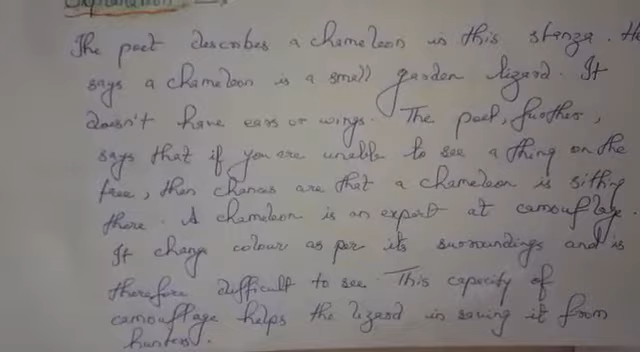 Explanation
The poet describes a chameleon in this stanza. He
says a chameleon is a small garden lizard. It
doesn't have ears or wings. The poet, further,
says that if you are unable to see a thing on the
tree, then chances are that a chameleon is sitting
there. A chameleon is an expert at camouflage.
It change colour as per its surroundings and is
therefore difficult to see. This capacity of
camouflage helps the lizard in saving it from
hunters.